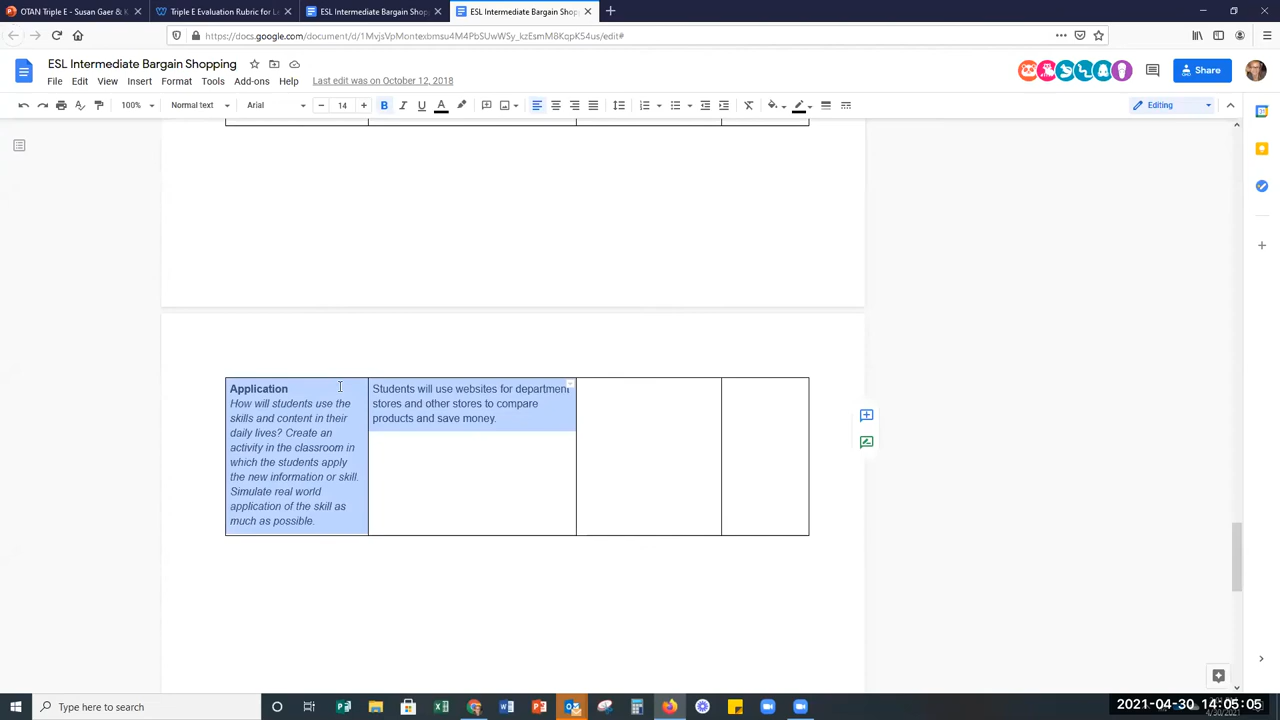 OTAN Triple E - Susan Gaer & K
Triple E Evaluation Rubric for Le
ESL Intermediate Bargain Shopp
ESL Intermediate Bargain Shop
ESL Intermediate Bargain Shopping
File Edit View Insert Format Tools Add-ons Help Last edit was on October 12, 2018
Share
100% Normal text Arial 14 B I U A Editing
Application
How will students use the
skills and content in their
daily lives? Create an
activity in the classroom in
which the students apply
the new information or skill.
Simulate real world
application of the skill as
much as possible.
Students will use websites for department
stores and other stores to compare
products and save money.
Type here to search
2021-04-30 14:05:05